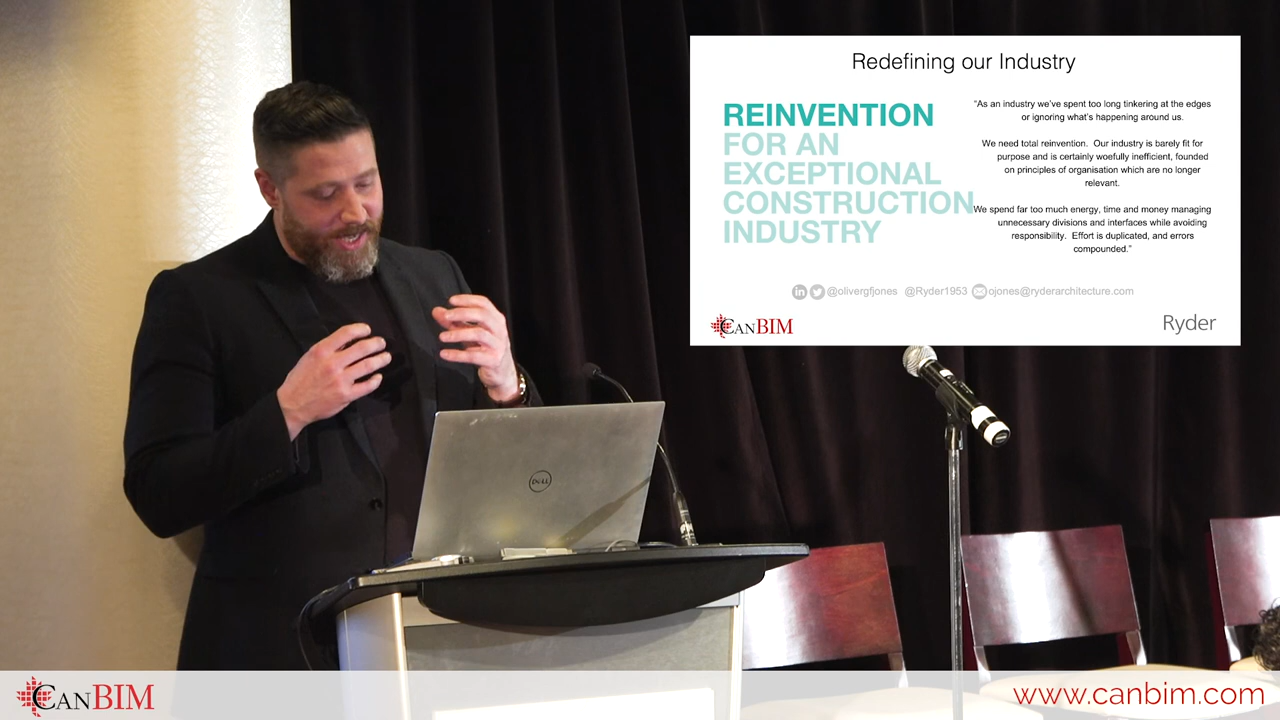 Redefining our Industry
REINVENTION
FOR AN
EXCEPTIONAL
CONSTRUCTION
INDUSTRY
"As an industry we've spent too long tinkering at the edges
or ignoring what's happening around us.
We need total reinvention. Our industry is barely fit for
purpose and is certainly woefully inefficient, founded
on principles of organisation which are no longer
relevant.
We spend far too much energy, time and money managing
unnecessary divisions and interfaces while avoiding
responsibility. Effort is duplicated, and errors
compounded."
in @olivergfjones @Ryder1953 ojones@ryderarchitecture.com
CANBIM
Ryder
DELL
CANBIM
www.canbim.com